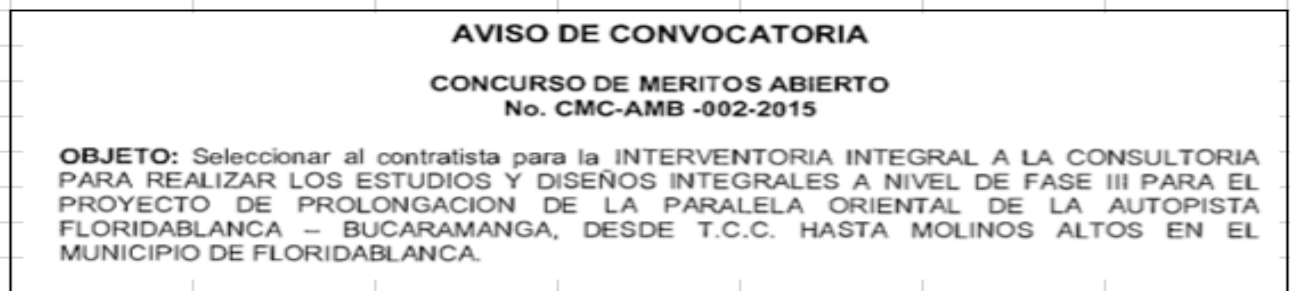 AVISO DE CONVOCATORIA
CONCURSO DE MERITOS ABIERTO
No. CMC-AMB -002-2015
OBJETO: Seleccionar al contratista para la INTERVENTORIA INTEGRAL A LA CONSULTORIA
PARA REALIZAR LOS ESTUDIOS Y DISEÑOS INTEGRALES A NIVEL DE FASE III PARA EL
PROYECTO DE PROLONGACION DE LA PARALELA ORIENTAL DE LA AUTOPISTA
FLORIDABLANCA – BUCARAMANGA, DESDE T.C.C. HASTA MOLINOS ALTOS EN EL
MUNICIPIO DE FLORIDABLANCA.